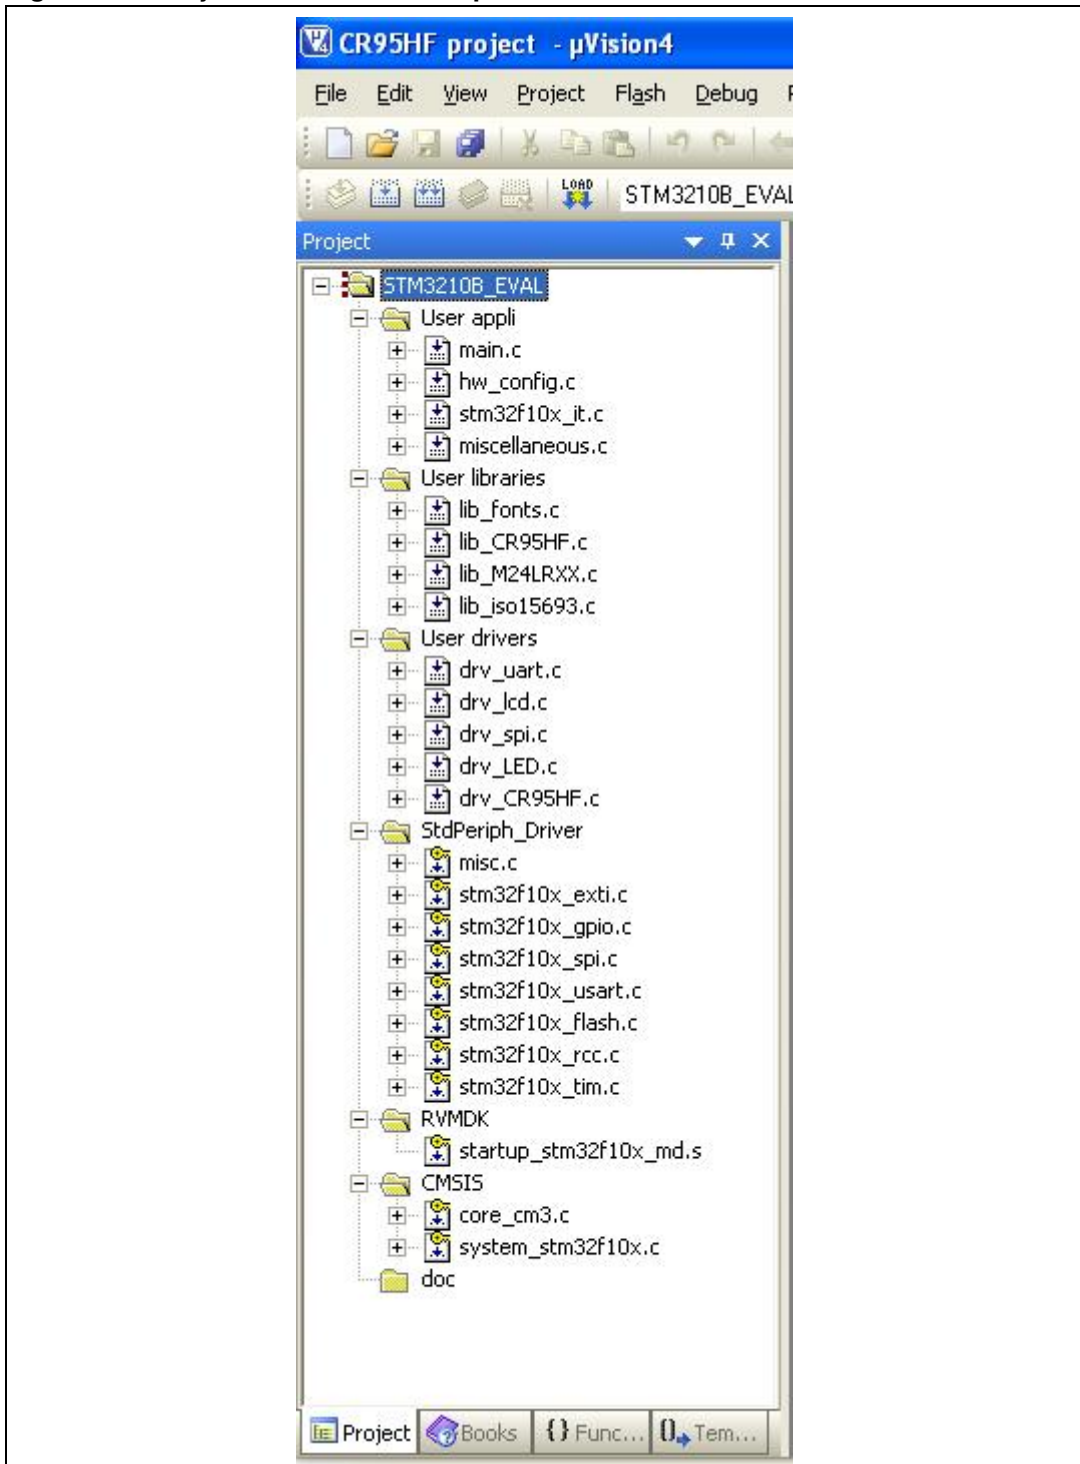 CR95HF project - µVision4
File Edit View Project Flash Debug
LOAD STM3210B_EVAL
Project
STM3210B_EVAL
User appli
main.c
hw_config.c
stm32f10x_it.c
miscellaneous.c
User libraries
lib_fonts.c
lib_CR95HF.c
lib_M24LRXX.c
lib_iso15693.c
User drivers
drv_uart.c
drv_lcd.c
drv_spi.c
drv_LED.c
drv_CR95HF.c
StdPeriph_Driver
misc.c
stm32f10x_exti.c
stm32f10x_gpio.c
stm32f10x_spi.c
stm32f10x_usart.c
stm32f10x_flash.c
stm32f10x_rcc.c
stm32f10x_tim.c
RVMDK
startup_stm32f10x_md.s
CMSIS
core_cm3.c
system_stm32f10x.c
doc
Project Books {} Func... 0 Tem...